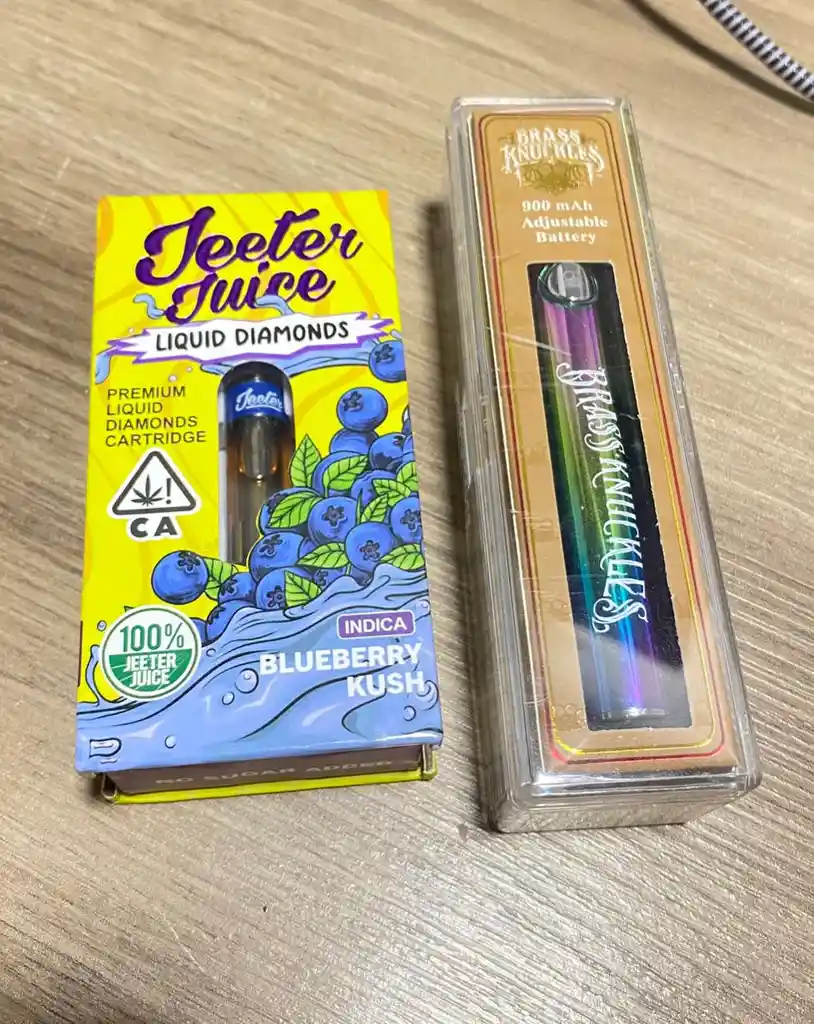 Jeeter
Juice
LIQUID DIAMONDS
PREMIUM
LIQUID
DIAMONDS
CARTRIDGE
Jeeter
!
CA
100%
JEETER
JUICE
INDICA
BLUEBERRY
KUSH
NO SUGAR ADDED
BRASS
KNUCKLES
900 mAh
Adjustable
Battery
BRASS KNUCKLES